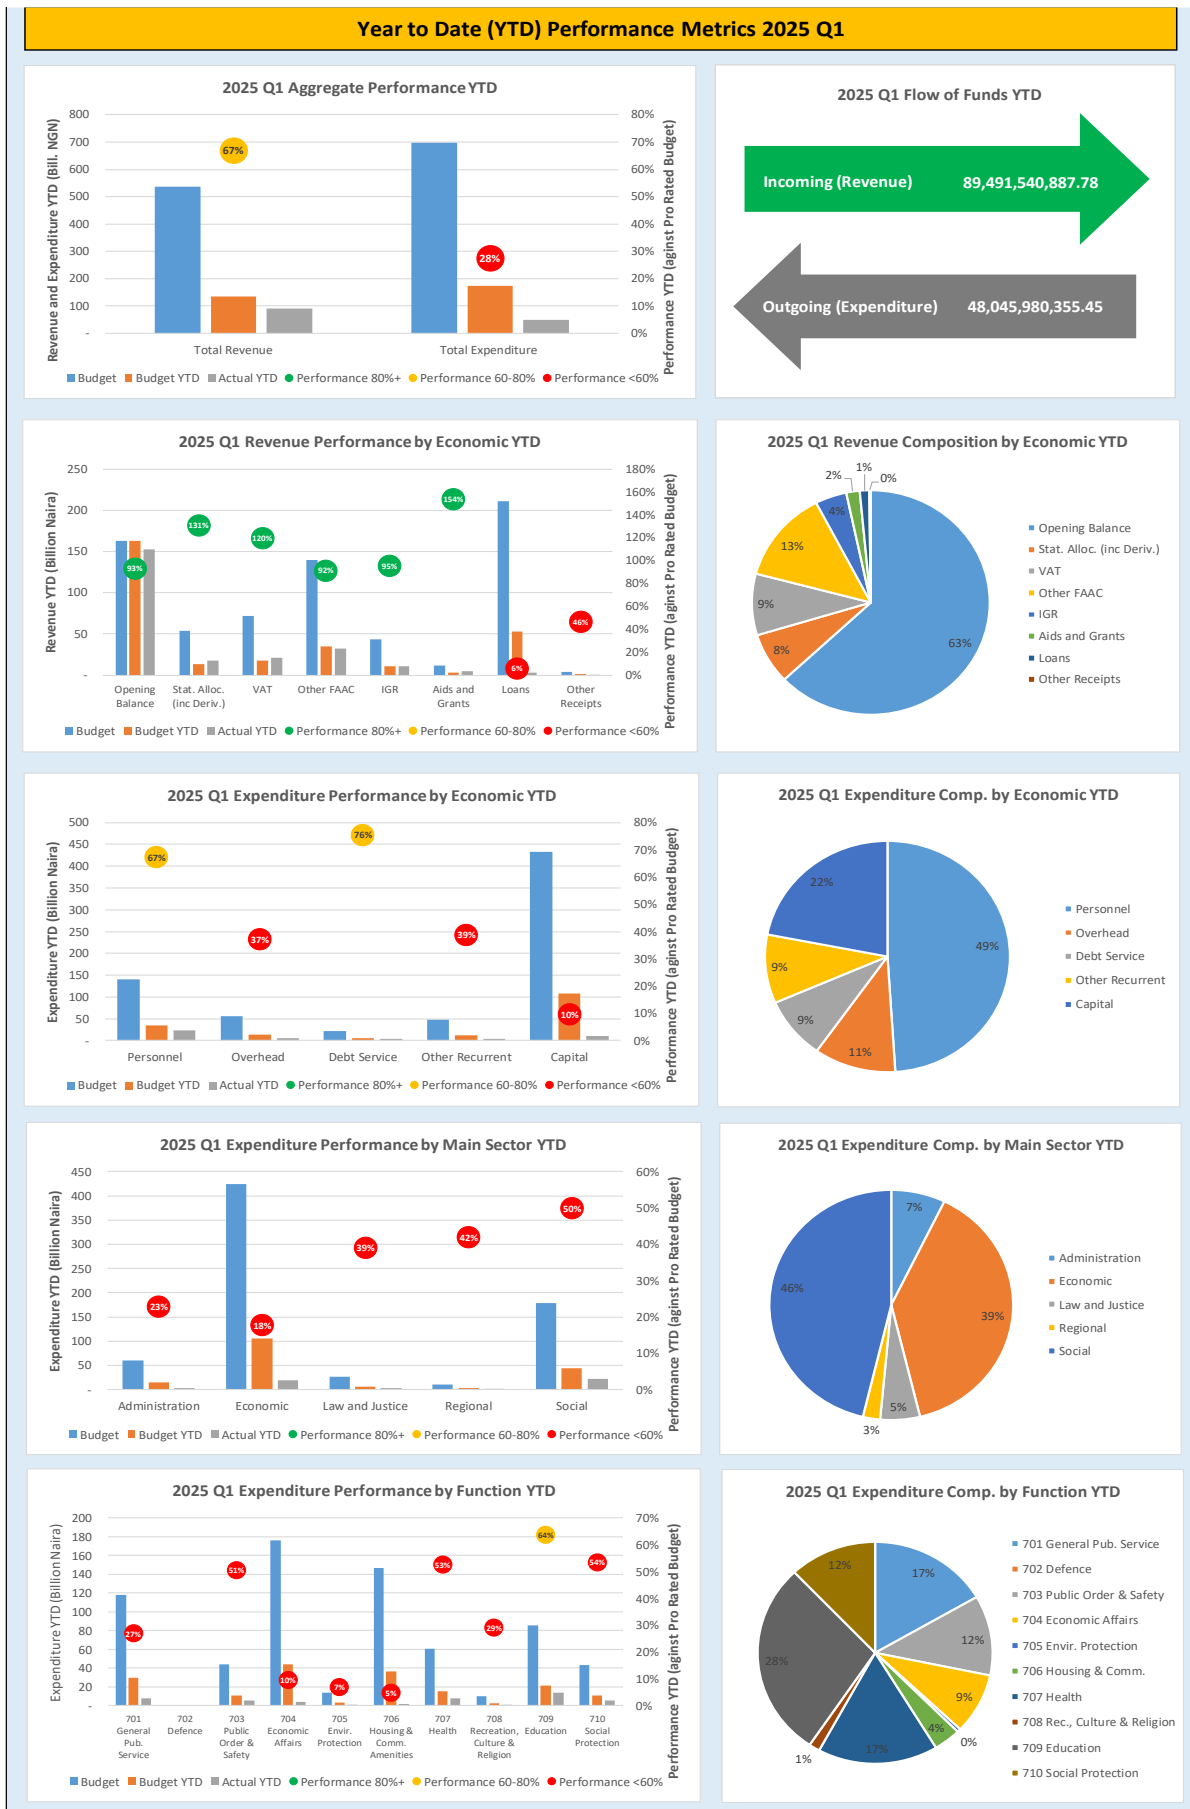 Year to Date (YTD) Performance Metrics 2025 Q1
2025 Q1 Aggregate Performance YTD
Revenue and Expenditure YTD (Bill. NGN)
800
700
600
500
400
300
200
100
-
80%
70%
60%
50%
40%
30%
20%
10%
0%
Performance YTD (aginst Pro Rated Budget)
67%
28%
Total Revenue
Total Expenditure
Budget
Budget YTD
Actual YTD
Performance 80%+
Performance 60-80%
Performance <60%
2025 Q1 Flow of Funds YTD
Incoming (Revenue) 89,491,540,887.78
Outgoing (Expenditure) 48,045,980,355.45
2025 Q1 Revenue Performance by Economic YTD
Revenue YTD (Billion Naira)
250
200
150
100
50
-
180%
160%
140%
120%
100%
80%
60%
40%
20%
0%
Performance YTD (aginst Pro Rated Budget)
93%
131%
120%
92%
95%
154%
6%
46%
Opening
Balance
Stat. Alloc.
(inc Deriv.)
VAT
Other FAAC
IGR
Aids and
Grants
Loans
Other
Receipts
Budget
Budget YTD
Actual YTD
Performance 80%+
Performance 60-80%
Performance <60%
2025 Q1 Revenue Composition by Economic YTD
63%
8%
9%
13%
4%
2%
1%
0%
Opening Balance
Stat. Alloc. (inc Deriv.)
VAT
Other FAAC
IGR
Aids and Grants
Loans
Other Receipts
2025 Q1 Expenditure Performance by Economic YTD
Expenditure YTD (Billion Naira)
500
450
400
350
300
250
200
150
100
50
-
80%
70%
60%
50%
40%
30%
20%
10%
0%
Performance YTD (aginst Pro Rated Budget)
67%
37%
76%
39%
10%
Personnel
Overhead
Debt Service
Other Recurrent
Capital
Budget
Budget YTD
Actual YTD
Performance 80%+
Performance 60-80%
Performance <60%
2025 Q1 Expenditure Comp. by Economic YTD
49%
11%
9%
9%
22%
Personnel
Overhead
Debt Service
Other Recurrent
Capital
2025 Q1 Expenditure Performance by Main Sector YTD
Expenditure YTD (Billion Naira)
450
400
350
300
250
200
150
100
50
-
60%
50%
40%
30%
20%
10%
0%
Performance YTD (aginst Pro Rated Budget)
23%
18%
39%
42%
50%
Administration
Economic
Law and Justice
Regional
Social
Budget
Budget YTD
Actual YTD
Performance 80%+
Performance 60-80%
Performance <60%
2025 Q1 Expenditure Comp. by Main Sector YTD
7%
39%
5%
3%
46%
Administration
Economic
Law and Justice
Regional
Social
2025 Q1 Expenditure Performance by Function YTD
Expenditure YTD (Billion Naira)
200
180
160
140
120
100
80
60
40
20
-
70%
60%
50%
40%
30%
20%
10%
0%
Performance YTD (aginst Pro Rated Budget)
27%
51%
10%
7%
5%
53%
29%
64%
54%
701
General
Pub.
Service
702
Defence
703
Public
Order &
Safety
704
Economic
Affairs
705
Envir.
Protection
706
Housing &
Comm.
Amenities
707
Health
708
Recreation,
Culture &
Religion
709
Education
710
Social
Protection
Budget
Budget YTD
Actual YTD
Performance 80%+
Performance 60-80%
Performance <60%
2025 Q1 Expenditure Comp. by Function YTD
17%
12%
9%
0%
4%
17%
1%
28%
12%
701 General Pub. Service
702 Defence
703 Public Order & Safety
704 Economic Affairs
705 Envir. Protection
706 Housing & Comm.
707 Health
708 Rec., Culture & Religion
709 Education
710 Social Protection